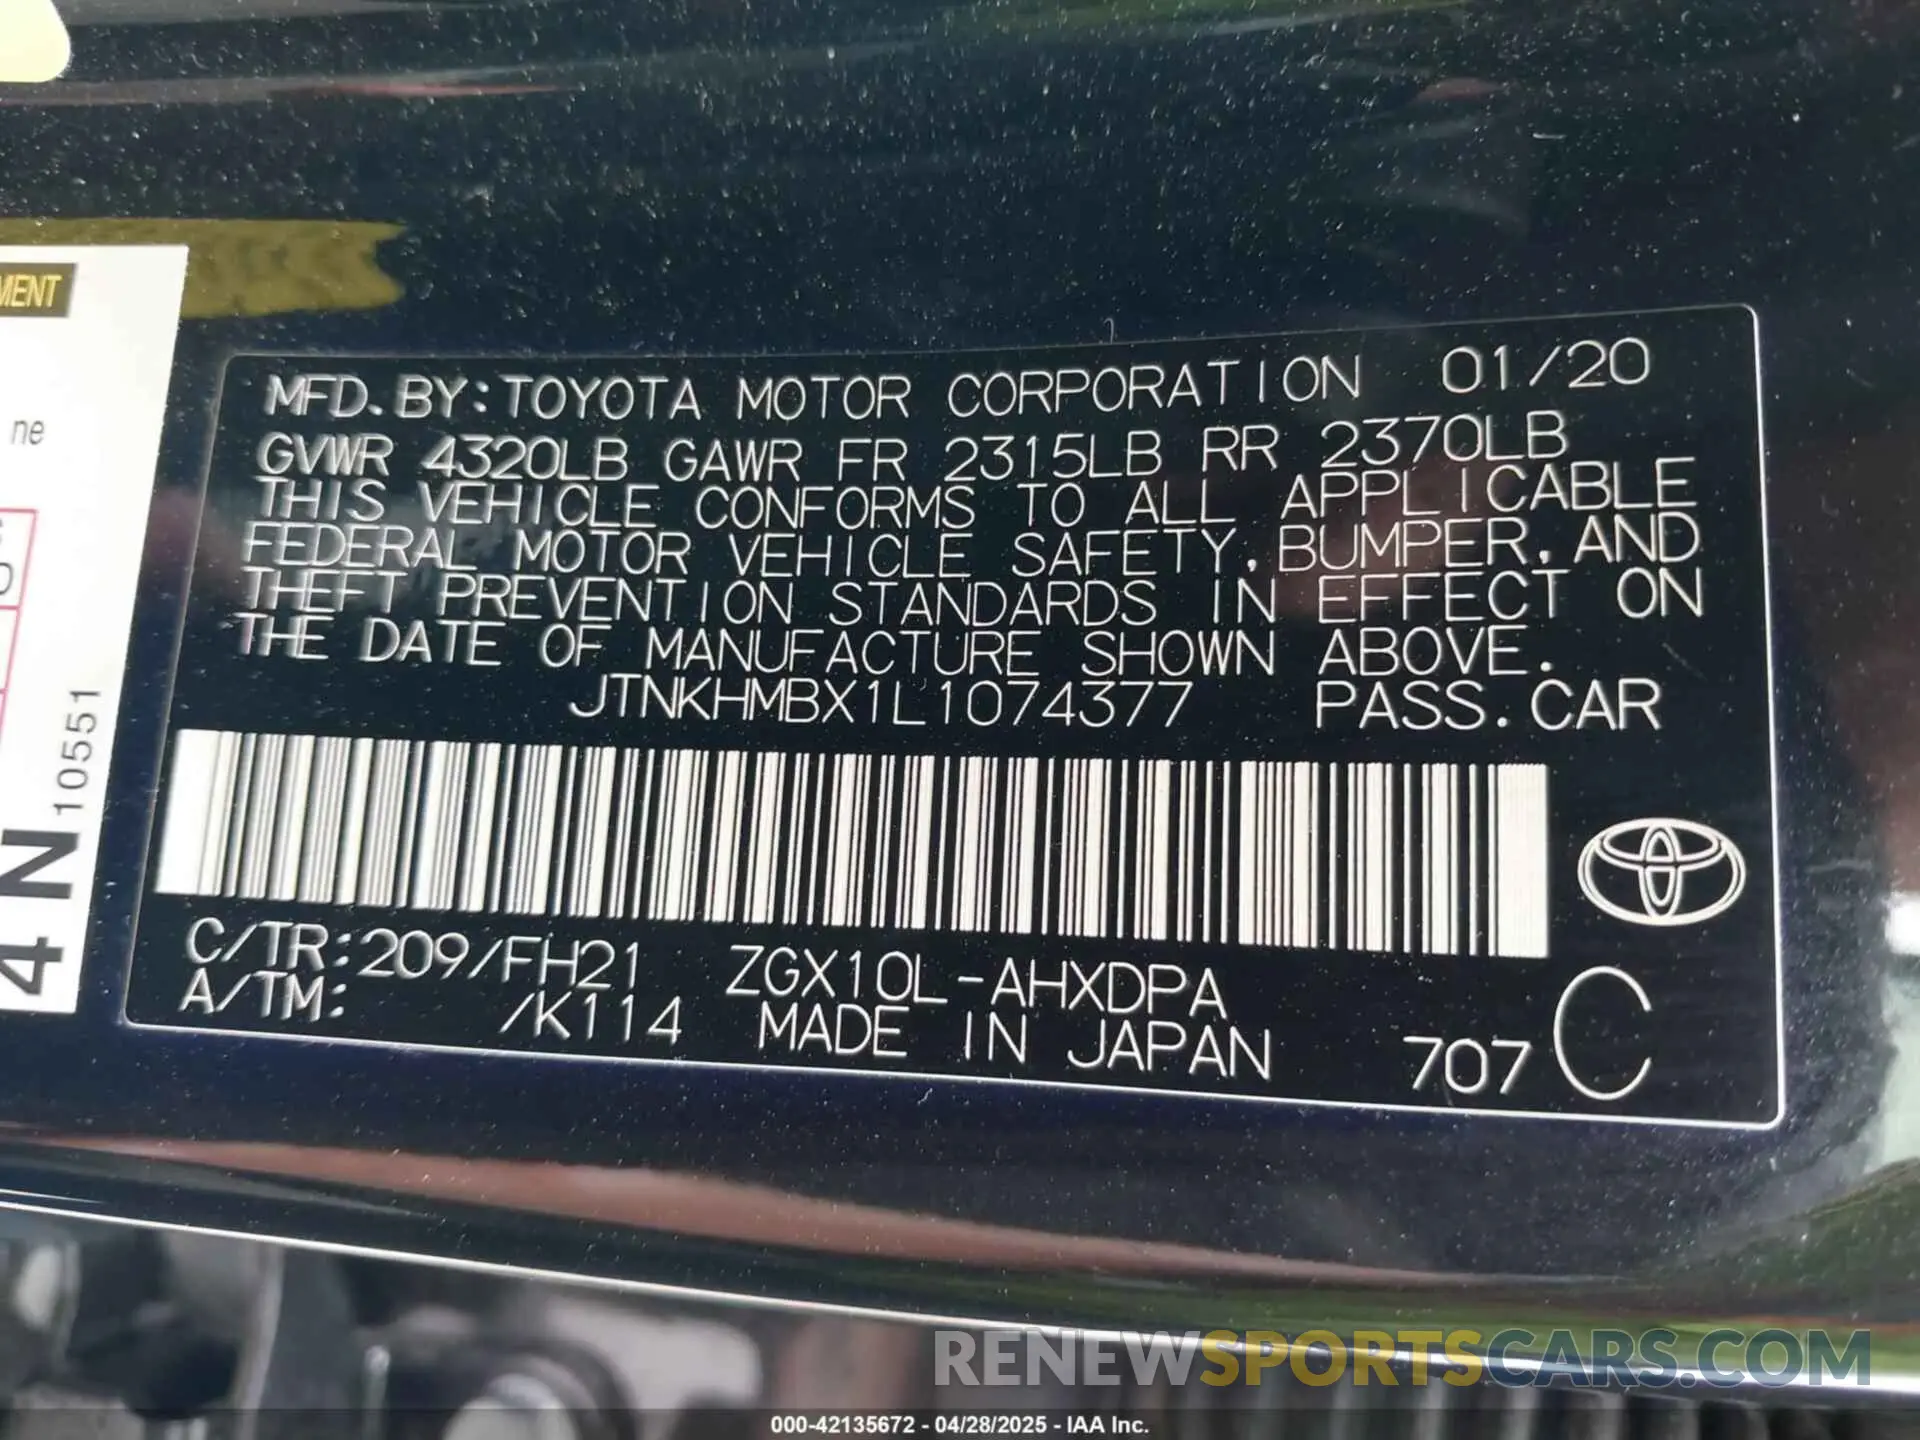 MENT
ne
10551
4N
MFD. BY: TOYOTA MOTOR CORPORATION 01/20
GVWR 4320LB GAWR FR 2315LB RR 2370LB
THIS VEHICLE CONFORMS TO ALL APPLICABLE
FEDERAL MOTOR VEHICLE SAFETY, BUMPER, AND
THEFT PREVENTION STANDARDS IN EFFECT ON
THE DATE OF MANUFACTURE SHOWN ABOVE.
JTNKHMBX1L1074377 PASS. CAR
C/TR: 209/FH21 ZGX10L-AHXDPA
A/TM: /K114 MADE IN JAPAN 707 C
RENEWSPORTSCARS.COM
000-42135672 - 04/28/2025 - IAA Inc.